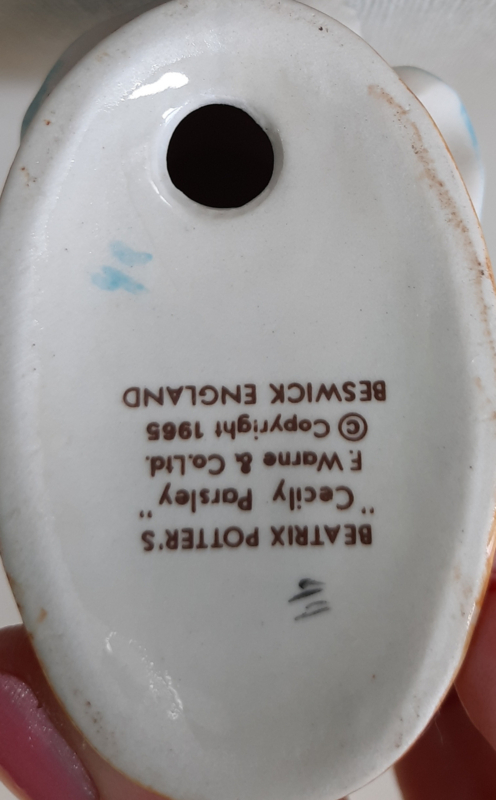 BEATRIX POTTER'S
"Cecily Parsley"
F. Warne & Co.Ltd.
© Copyright 1965
BESWICK ENGLAND